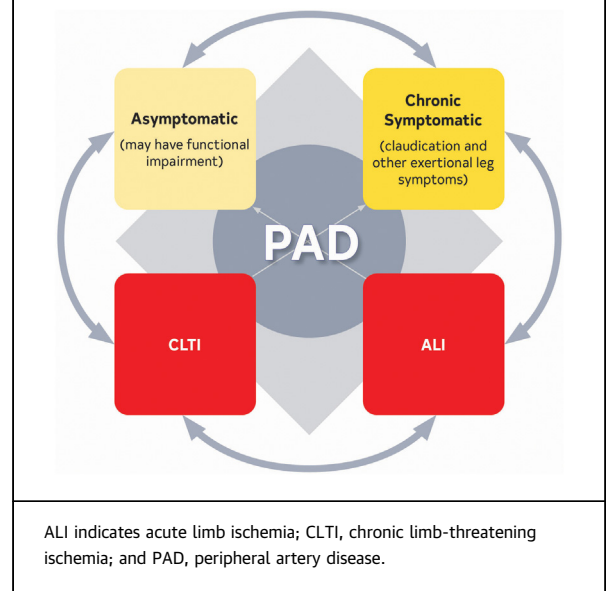 Asymptomatic
(may have functional
impairment)
Chronic
Symptomatic
(claudication and
other exertional leg
symptoms)
PAD
CLTI
ALI
ALI indicates acute limb ischemia; CLTI, chronic limb-threatening
ischemia; and PAD, peripheral artery disease.